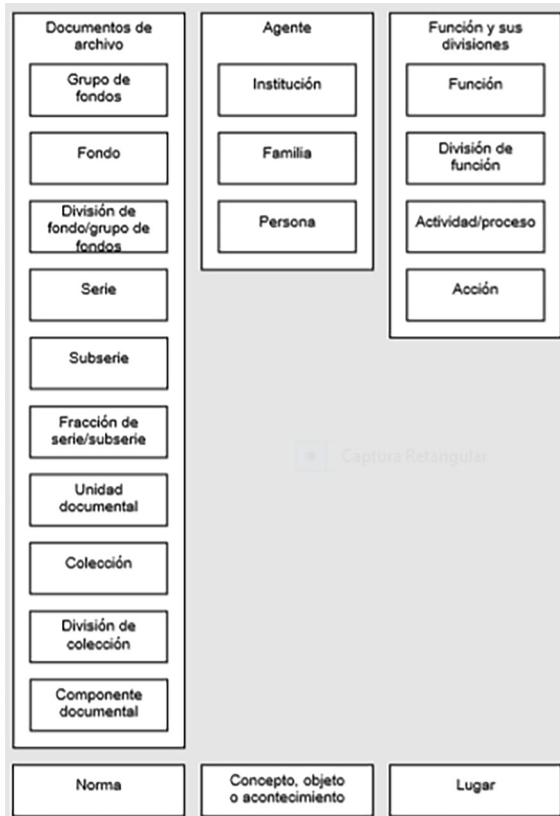 Documentos de
archivo
Grupo de
fondos
Fondo
División de
fondo/grupo de
fondos
Serie
Subserie
Fracción de
serie/subserie
Unidad
documental
Colección
División de
colección
Componente
documental
Agente
Institución
Familia
Persona
Función y sus
divisiones
Función
División de
función
Actividad/proceso
Acción
Captura Retangular
Norma
Concepto, objeto
o acontecimiento
Lugar